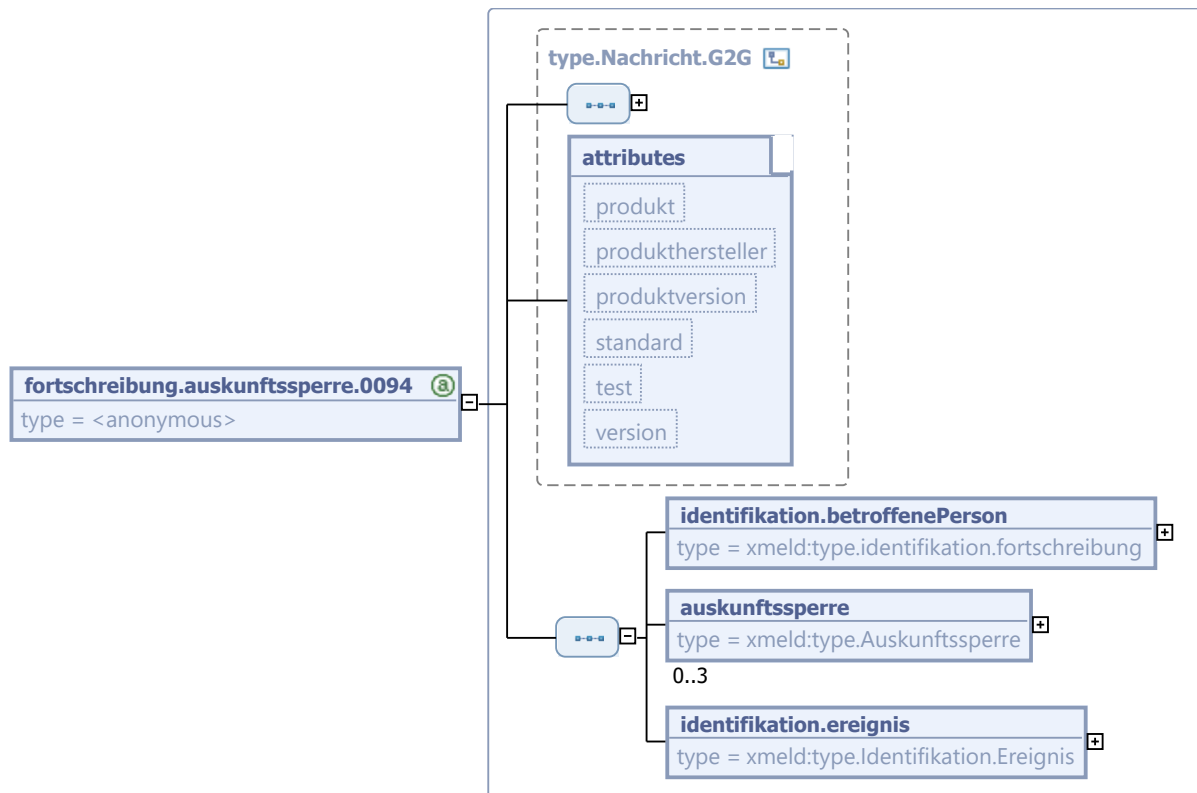 type.Nachricht.G2G
attributes
produkt
produkthersteller
produktversion
standard
test
version
fortschreibung.auskunftssperre.0094
type = <anonymous>
identifikation.betroffenePerson
type = xmeld:type.identifikation.fortschreibung
auskunftssperre
type = xmeld:type.Auskunftssperre
0..3
identifikation.ereignis
type = xmeld:type.Identifikation.Ereignis